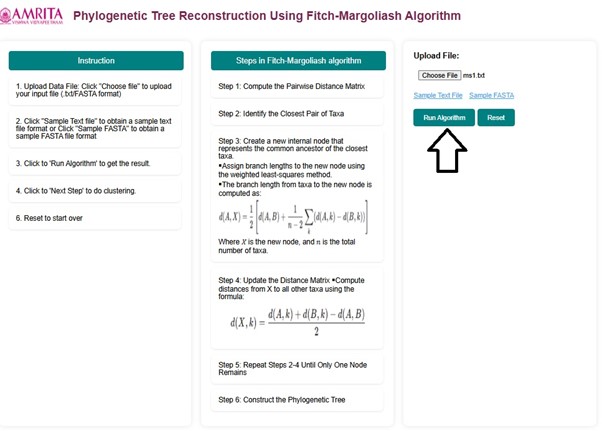 AMRITA
VISHWA VIDYAPEETHAM
Phylogenetic Tree Reconstruction Using Fitch-Margoliash Algorithm
Instruction
1. Upload Data File: Click "Choose file" to upload
your input file (.txt/FASTA format)
2. Click "Sample Text file" to obtain a sample text
file format or Click "Sample FASTA" to obtain a
sample FASTA file format
3. Click to 'Run Algorithm' to get the result.
4. Click to 'Next Step' to do clustering.
6. Reset to start over
Steps in Fitch-Margoliash algorithm
Step 1: Compute the Pairwise Distance Matrix
Step 2: Identify the Closest Pair of Taxa
Step 3: Create a new internal node that
represents the common ancestor of the closest
taxa.
•Assign branch lengths to the new node using
the weighted least-squares method.
•The branch length from taxa to the new node is
computed as:
d(A,X) = 1/2 [d(A,B) + 1/(n−2) ∑k (d(A,k) − d(B,k))]
Where X is the new node, and n is the total
number of taxa.
Step 4: Update the Distance Matrix •Compute
distances from X to all other taxa using the
formula:
d(X,k) = (d(A,k) + d(B,k) − d(A,B))/2
Step 5: Repeat Steps 2-4 Until Only One Node
Remains
Step 6: Construct the Phylogenetic Tree
Upload File:
Choose File ms1.txt
Sample Text File Sample FASTA
Run Algorithm Reset